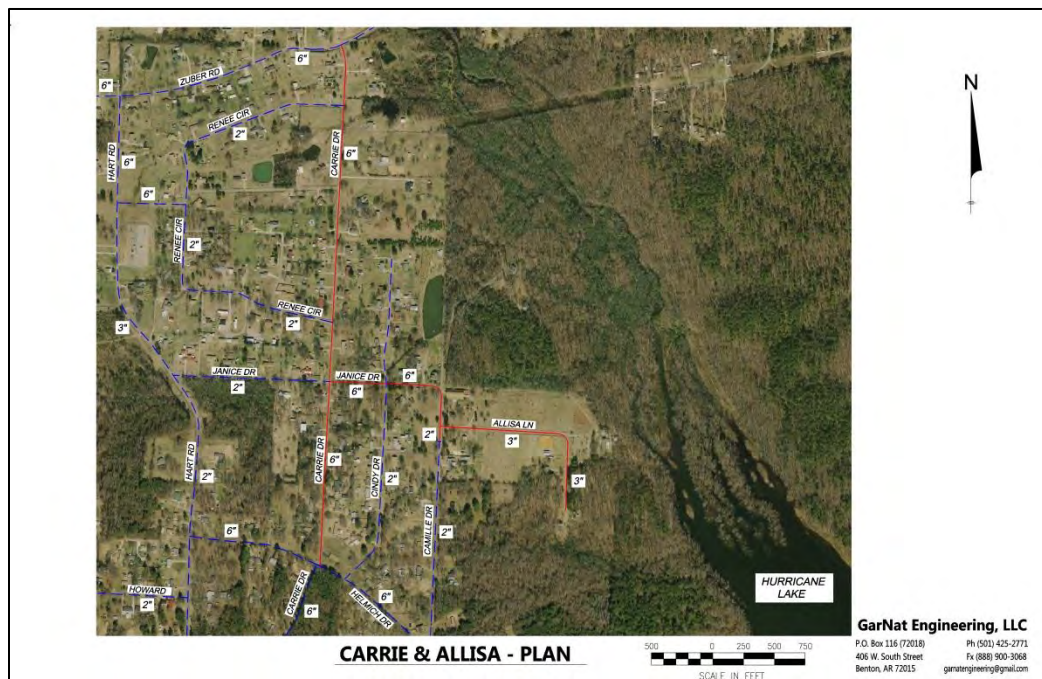 6"
ZUBER RD
6"
N
RENEE CIR
2"
6"
HART RD
CARRIE DR
6"
6"
RENEE CIR
2"
RENEE CIR
2"
3"
JANICE DR
2"
JANICE DR
6"
6"
ALLISA LN
3"
2"
CARRIE DR
6"
CINDY DR
2"
HART RD
2"
3"
CAMILLE DR
2"
6"
HOWARD
2"
CARRIE DR
6"
HELMICH DR
6"
HURRICANE
LAKE
CARRIE & ALLISA - PLAN
500 0 250 500 750
SCALE IN FEET
GarNat Engineering, LLC
P.O. Box 116 (72018) Ph (501) 425-2771
406 W. South Street Fx (888) 900-3068
Benton, AR 72015 garnatengineering@gmail.com